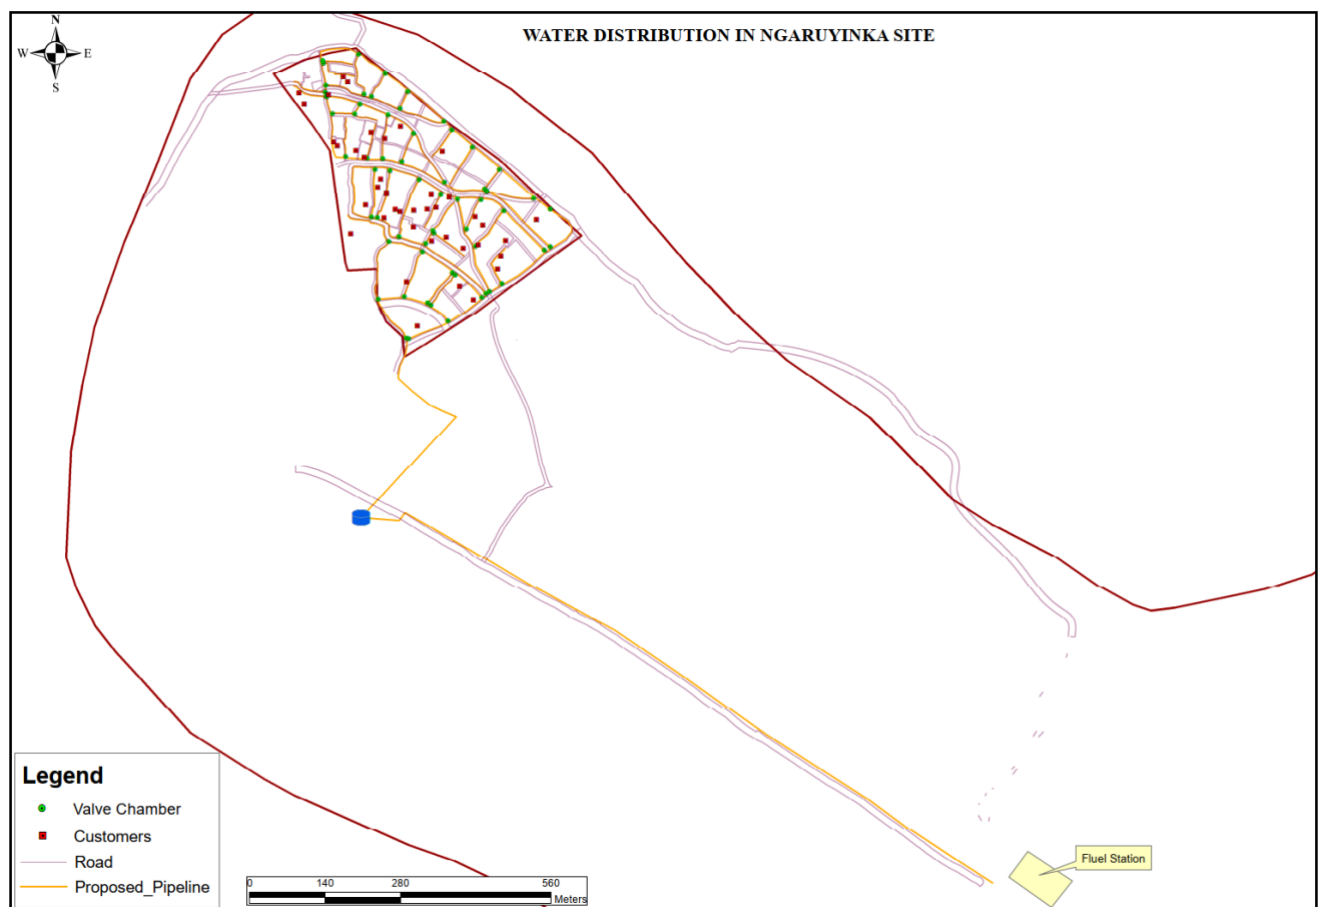 N
WATER DISTRIBUTION IN NGARUYINKA SITE
W E
S
Legend
Valve Chamber
Customers
Road
Proposed_Pipeline
0 140 280 560
Meters
Fluel Station